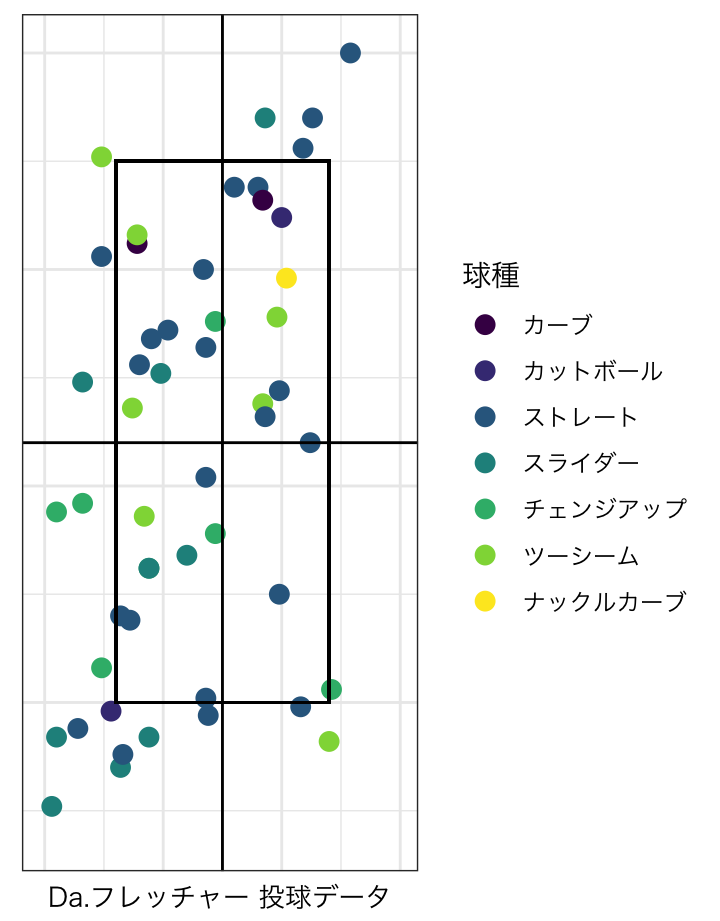 球種
カーブ
カットボール
ストレート
スライダー
チェンジアップ
ツーシーム
ナックルカーブ
Da.フレッチャー 投球データ